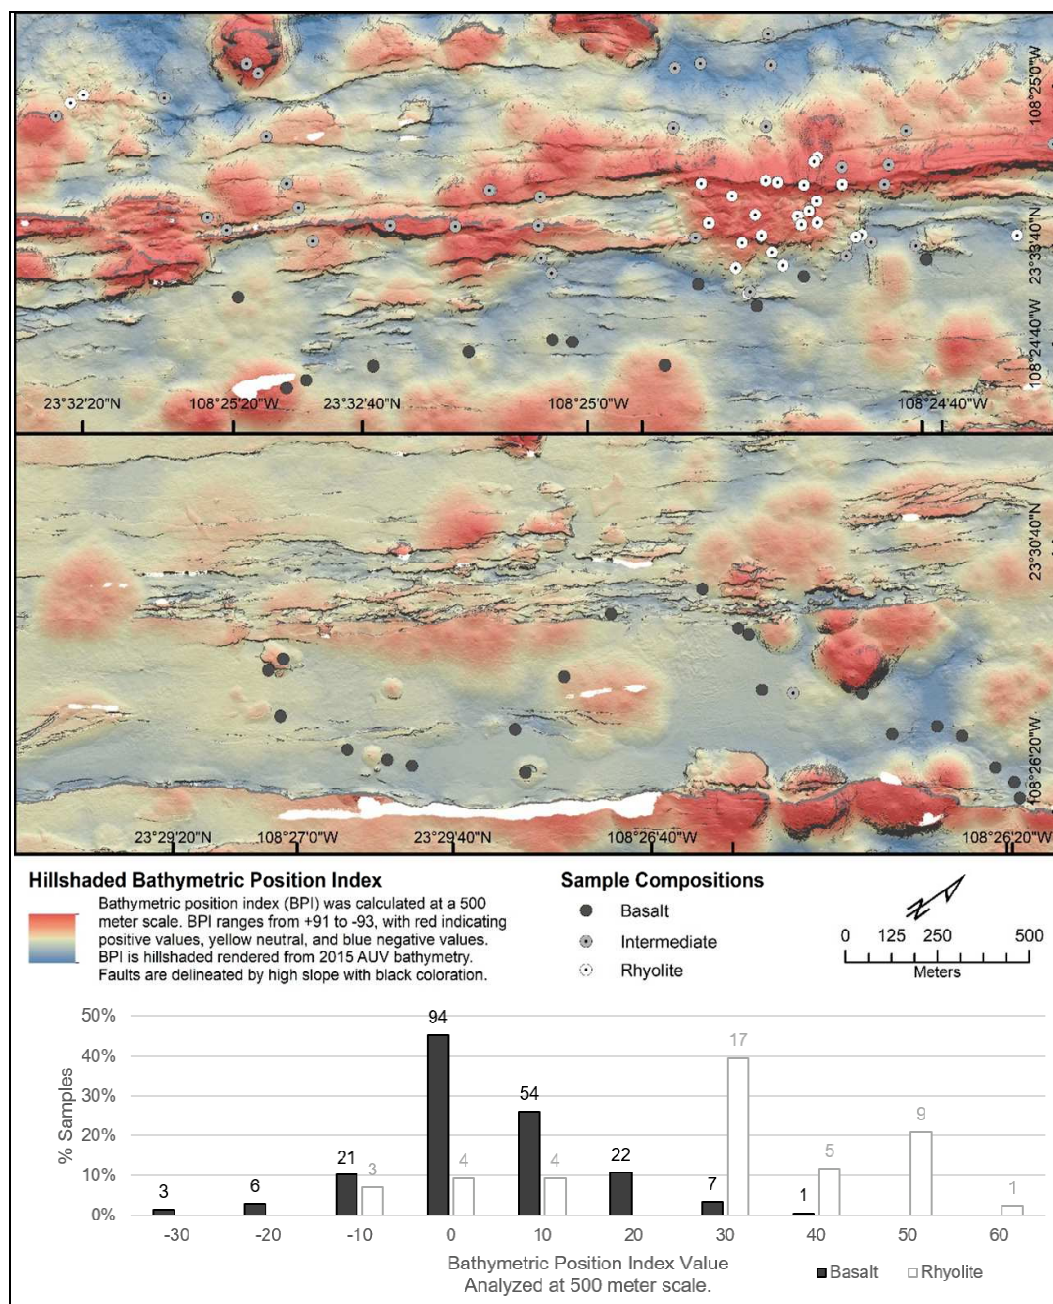 108°25'0"W
23°33'40"N
108°24'40"W
23°32'20"N
108°25'20"W
23°32'40"N
108°25'0"W
108°24'40"W
23°30'40"N
108°26'20"W
23°29'20"N
108°27'0"W
23°29'40"N
108°26'40"W
108°26'20"W
Hillshaded Bathymetric Position Index
Bathymetric position index (BPI) was calculated at a 500
meter scale. BPI ranges from +91 to -93, with red indicating
positive values, yellow neutral, and blue negative values.
BPI is hillshaded rendered from 2015 AUV bathymetry.
Faults are delineated by high slope with black coloration.
Sample Compositions
Basalt
Intermediate
Rhyolite
0 125 250 500
Meters
50%
40%
30%
20%
10%
0%
% Samples
3
6
21
3
94
4
54
4
22
7
17
1
5
9
1
-30 -20 -10 0 10 20 30 40 50 60
Bathymetric Position Index Value
Analyzed at 500 meter scale.
Basalt Rhyolite